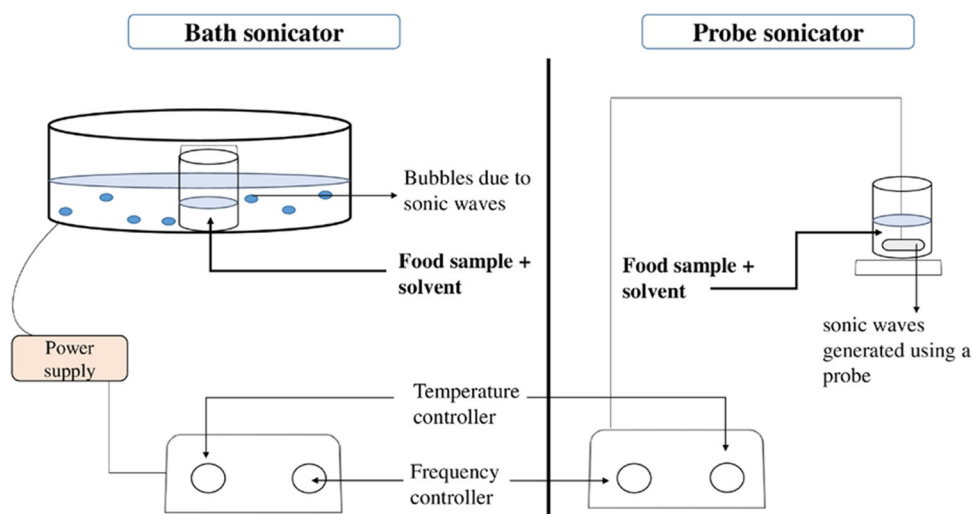 Bath sonicator
Probe sonicator
Bubbles due to
sonic waves
Food sample +
solvent
Power
supply
Temperature
controller
Frequency
controller
Food sample +
solvent
sonic waves
generated using a
probe